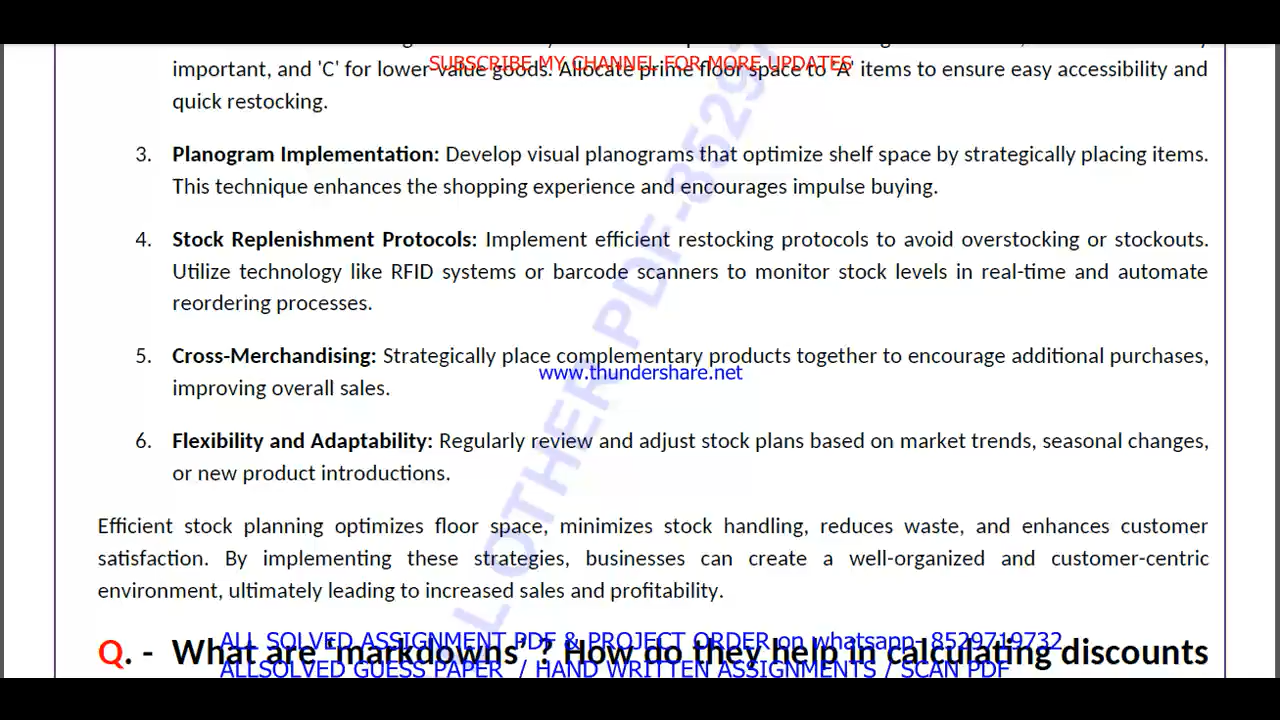 SUBSCRIBE MY CHANNEL FOR MORE UPDATES
important, and 'C' for lower-value goods. Allocate prime floor space to 'A' items to ensure easy accessibility and
quick restocking.
3. Planogram Implementation: Develop visual planograms that optimize shelf space by strategically placing items.
This technique enhances the shopping experience and encourages impulse buying.
4. Stock Replenishment Protocols: Implement efficient restocking protocols to avoid overstocking or stockouts.
Utilize technology like RFID systems or barcode scanners to monitor stock levels in real-time and automate
reordering processes.
5. Cross-Merchandising: Strategically place complementary products together to encourage additional purchases,
www.thundershare.net
improving overall sales.
6. Flexibility and Adaptability: Regularly review and adjust stock plans based on market trends, seasonal changes,
or new product introductions.
Efficient stock planning optimizes floor space, minimizes stock handling, reduces waste, and enhances customer
satisfaction. By implementing these strategies, businesses can create a well-organized and customer-centric
environment, ultimately leading to increased sales and profitability.
ALL SOLVED ASSIGNMENT PDF & PROJECT ORDER on whatsapp- 8529719732
Q. - What are 'markdowns' ? How do they help in calculating discounts
ALLSOLVED GUESS PAPER / HAND WRITTEN ASSIGNMENTS / SCAN PDF
LOTHER PDF-8529